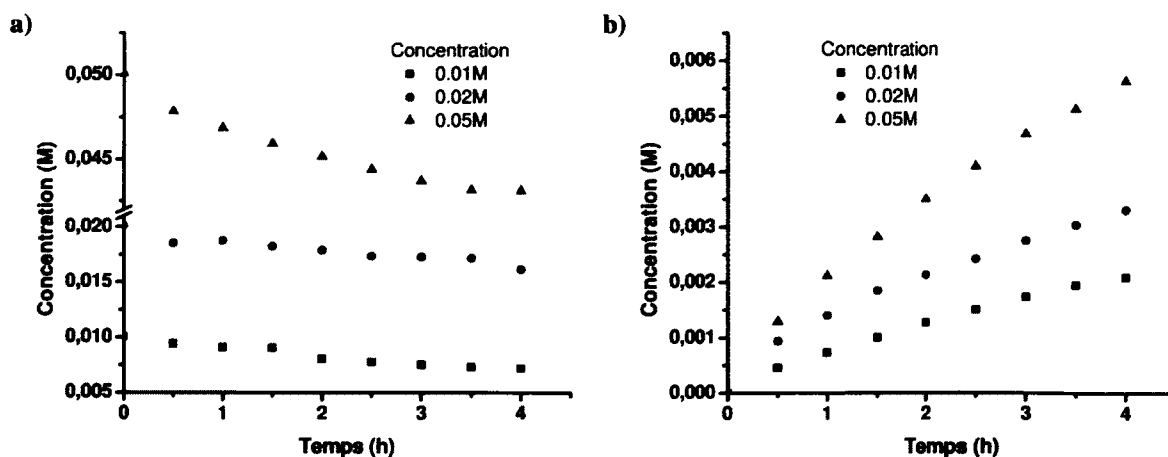 a)
Concentration (M)
0,050
0,045
0,020
0,015
0,010
0,005
0 1 2 3 4
Temps (h)
Concentration
0.01M
0.02M
0.05M
b)
Concentration (M)
0,006
0,005
0,004
0,003
0,002
0,001
0,000
0 1 2 3 4
Temps (h)
Concentration
0.01M
0.02M
0.05M